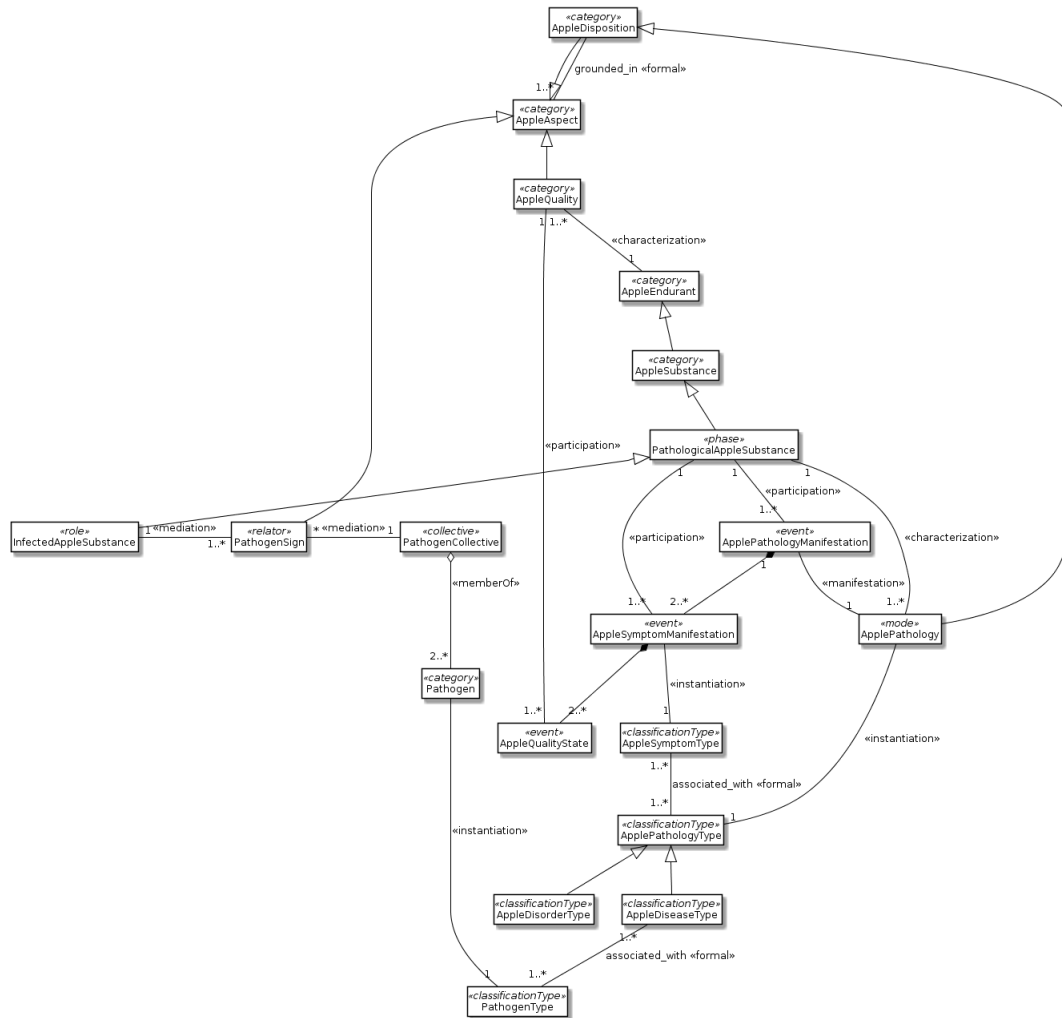 «category»
AppleDisposition
grounded_in «formal»
1..*
«category»
AppleAspect
«category»
AppleQuality
1
1..*
«characterization»
1
«category»
AppleEndurant
«category»
AppleSubstance
«phase»
PathologicalAppleSubstance
«participation»
1
1
1
«participation»
1..*
«role»
InfectedAppleSubstance
1
«mediation»
1..*
«relator»
PathogenSign
*
«mediation»
1
«collective»
PathogenCollective
«event»
ApplePathologyManifestation
«participation»
«characterization»
1
«memberOf»
«manifestation»
1..*
2..*
1
1..*
«event»
AppleSymptomManifestation
«mode»
ApplePathology
2..*
«category»
Pathogen
«instantiation»
1..*
2..*
1
«event»
AppleQualityState
«classificationType»
AppleSymptomType
«instantiation»
1..*
associated_with «formal»
1..*
1
«classificationType»
ApplePathologyType
«instantiation»
«classificationType»
AppleDisorderType
«classificationType»
AppleDiseaseType
1..*
associated_with «formal»
1
1..*
«classificationType»
PathogenType